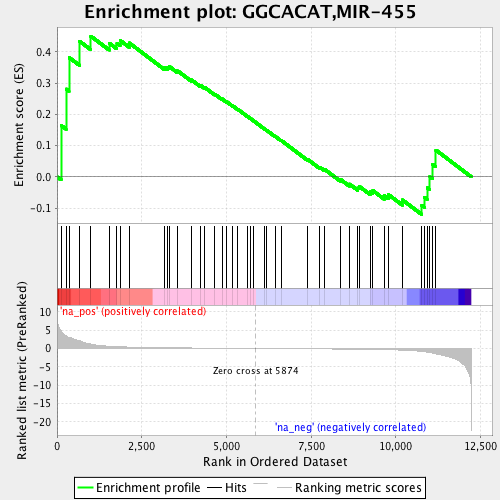 Enrichment plot: GGCACAT,MIR-455
Enrichment score (ES)
0.4
0.3
0.2
0.1
0.0
-0.1
'na_pos' (positively correlated)
Ranked list metric (PreRanked)
10
5
0
-5
-10
-15
-20
Zero cross at 5874
'na_neg' (negatively correlated)
0
2,500
5,000
7,500
10,000
12,500
Rank in Ordered Dataset
Enrichment profile
Hits
Ranking metric scores